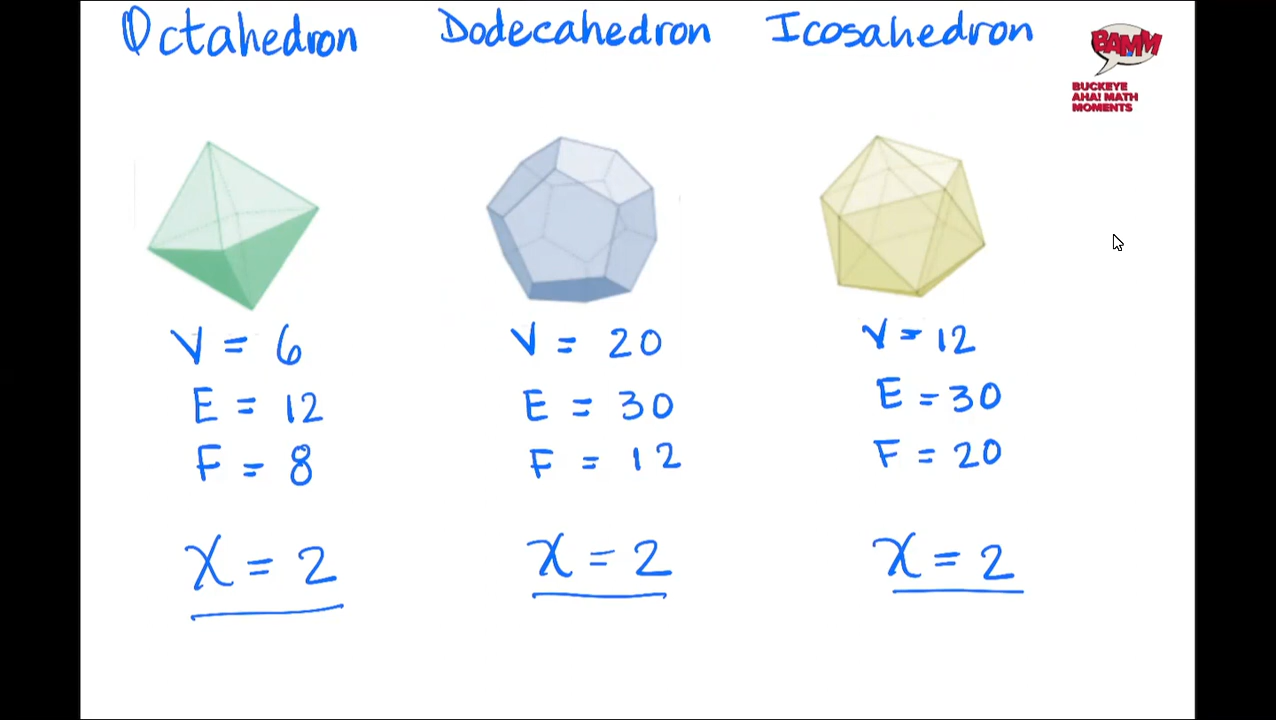 Octahedron Dodecahedron Icosahedron
BAMM
BUCKEYE
AHA! MATH
MOMENTS
V = 6 V = 20 V = 12
E = 12 E = 30 E = 30
F = 8 F = 12 F = 20
χ = 2 χ = 2 χ = 2